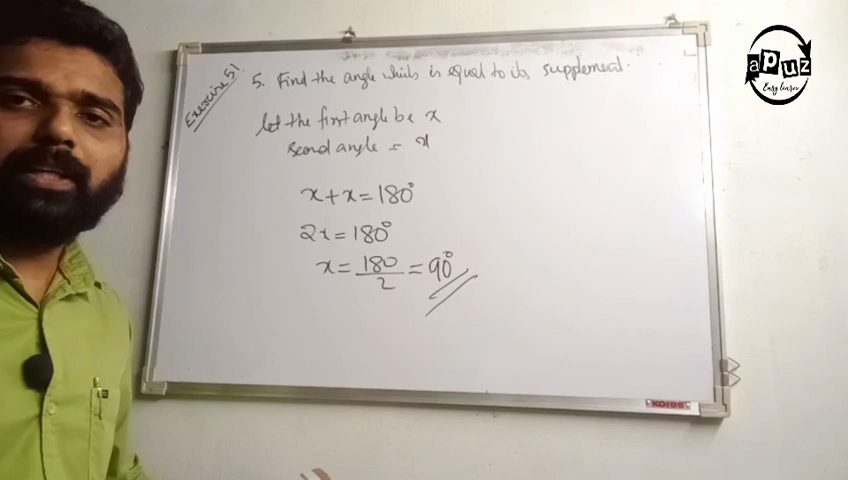 Exercise 5.1
5. Find the angle which is equal to its supplement.
let the first angle be x
second angle = x
x + x = 180°
2x = 180°
x = 180/2 = 90°
apuz
Easy learn
kores